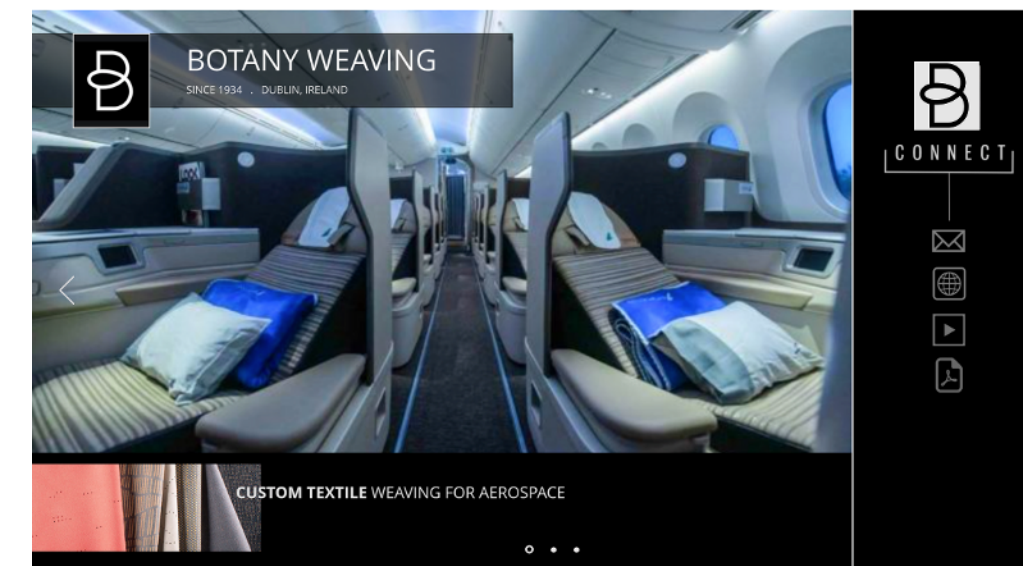 BOTANY WEAVING
SINCE 1934 . DUBLIN, IRELAND
CONNECT
CUSTOM TEXTILE WEAVING FOR AEROSPACE